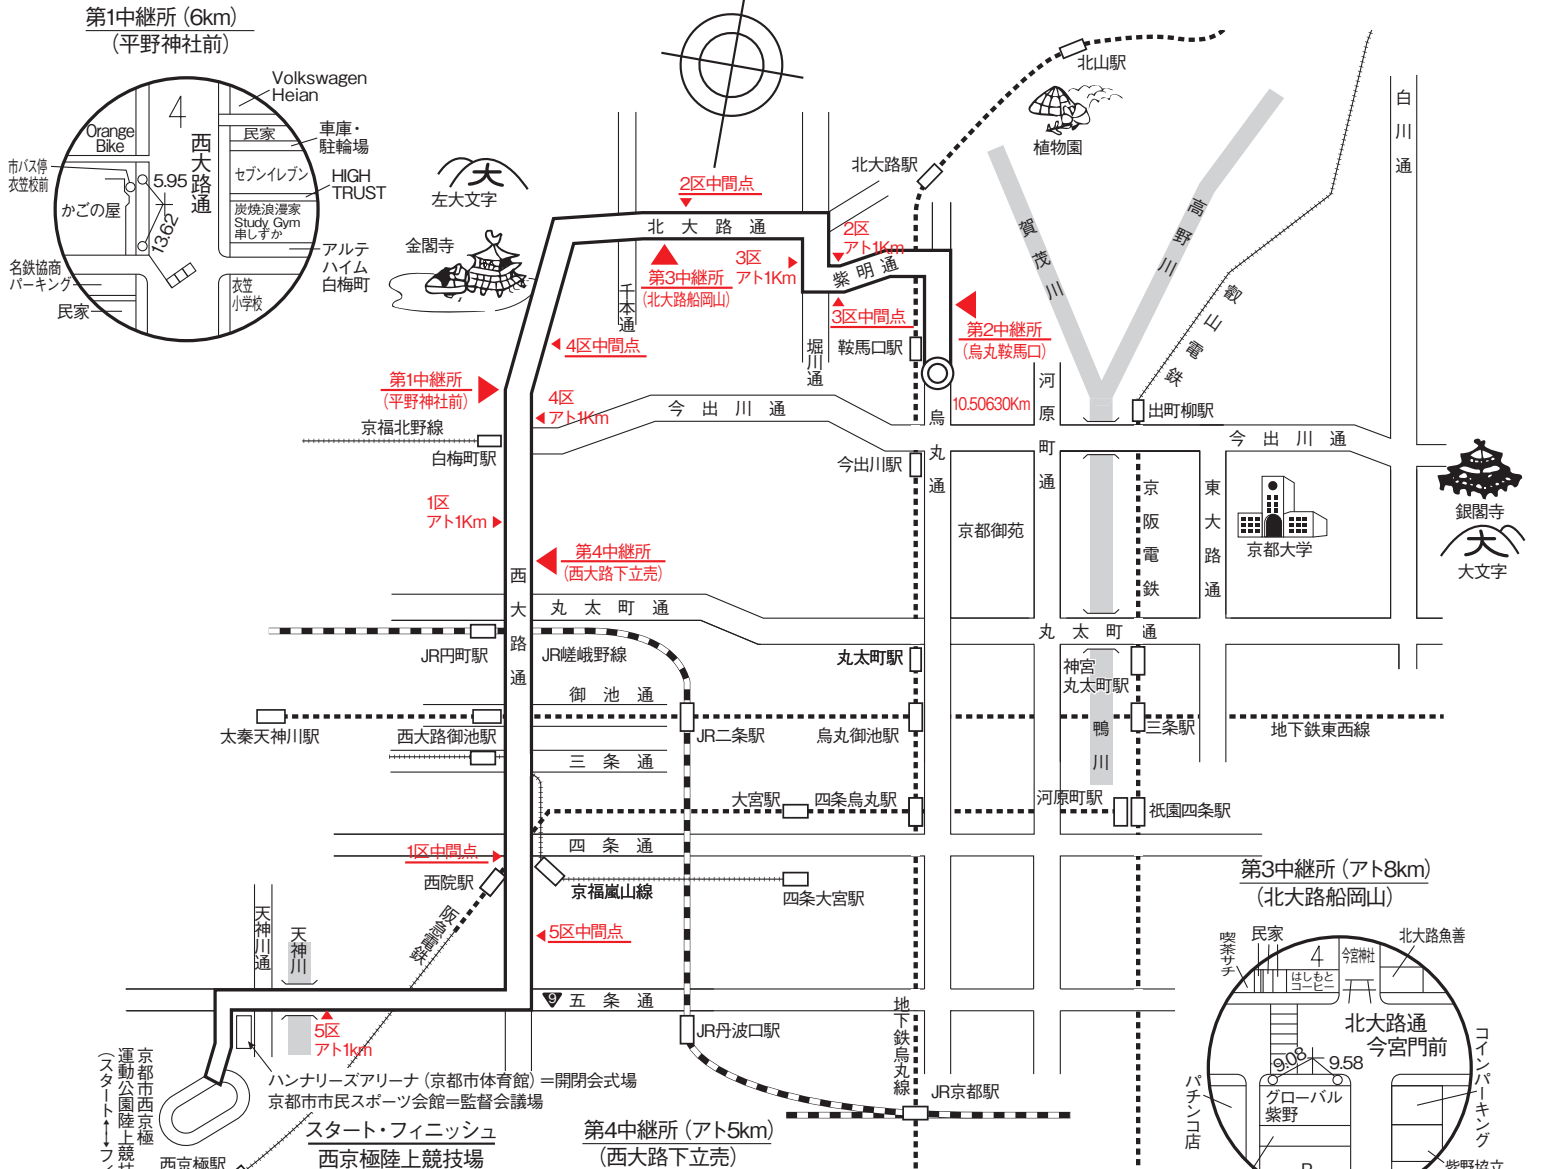 第1中継所 (6km)
(平野神社前)
Volkswagen
Heian
4
Orange
Bike
西大路通
民家
車庫・
駐輪場
市バス停
衣笠校前
5.95
セブンイレブン
HIGH
TRUST
かごの屋
13.62
炭焼浪漫家
Study Gym
串しずか
アルテ
ハイム
白梅町
名鉄協商
パーキング
衣笠
小学校
民家
左大文字
金閣寺
北山駅
植物園
北大路駅
白川通
2区中間点
北大路通
2区
アト1Km
3区
アト1Km
紫明通
第3中継所
(北大路船岡山)
千本通
賀茂川
高野川
叡山電鉄
3区中間点
第2中継所
(烏丸鞍馬口)
堀川通
鞍馬口駅
4区中間点
第1中継所
(平野神社前)
4区
アト1Km
今出川通
10.50630Km
河原町通
烏丸通
出町柳駅
今出川通
京福北野線
白梅町駅
今出川駅
銀閣寺
大文字
1区
アト1Km
京都御苑
京阪電鉄
東大路通
京都大学
第4中継所
(西大路下立売)
西大路通
丸太町通
丸太町通
JR円町駅
JR嵯峨野線
丸太町駅
神宮
丸太町駅
御池通
太秦天神川駅
西大路御池駅
JR二条駅
烏丸御池駅
鴨川
三条駅
地下鉄東西線
三条通
大宮駅
四条烏丸駅
河原町駅
祇園四条駅
四条通
1区中間点
西院駅
京福嵐山線
四条大宮駅
阪急電鉄
5区中間点
天神川通
天神川
9
五条通
5区
アト1km
JR丹波口駅
地下鉄烏丸線
JR京都駅
ハンナリーズアリーナ (京都市体育館) =開閉会式場
京都市市民スポーツ会館=監督会議場
京都市西京極
運動公園陸上競技
(スタート↔フィ
西京極駅
スタート・フィニッシュ
西京極陸上競技場
第4中継所 (アト5km)
(西大路下立売)
第3中継所 (アト8km)
(北大路船岡山)
喫茶サチ
民家
4
今宮神社
北大路魚善
はしもと
コーヒー
北大路通
今宮門前
9.08
9.58
グローバル
紫野
パチンコ店
コインパーキング
紫野協立
P